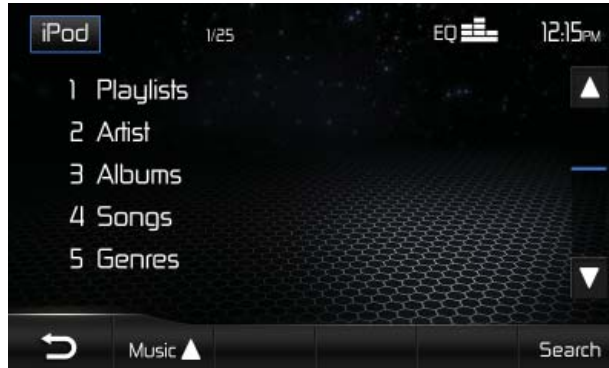 iPod 1/25 EQ 12:15PM
1 Playlists
2 Artist
3 Albums
4 Songs
5 Genres
Music Search